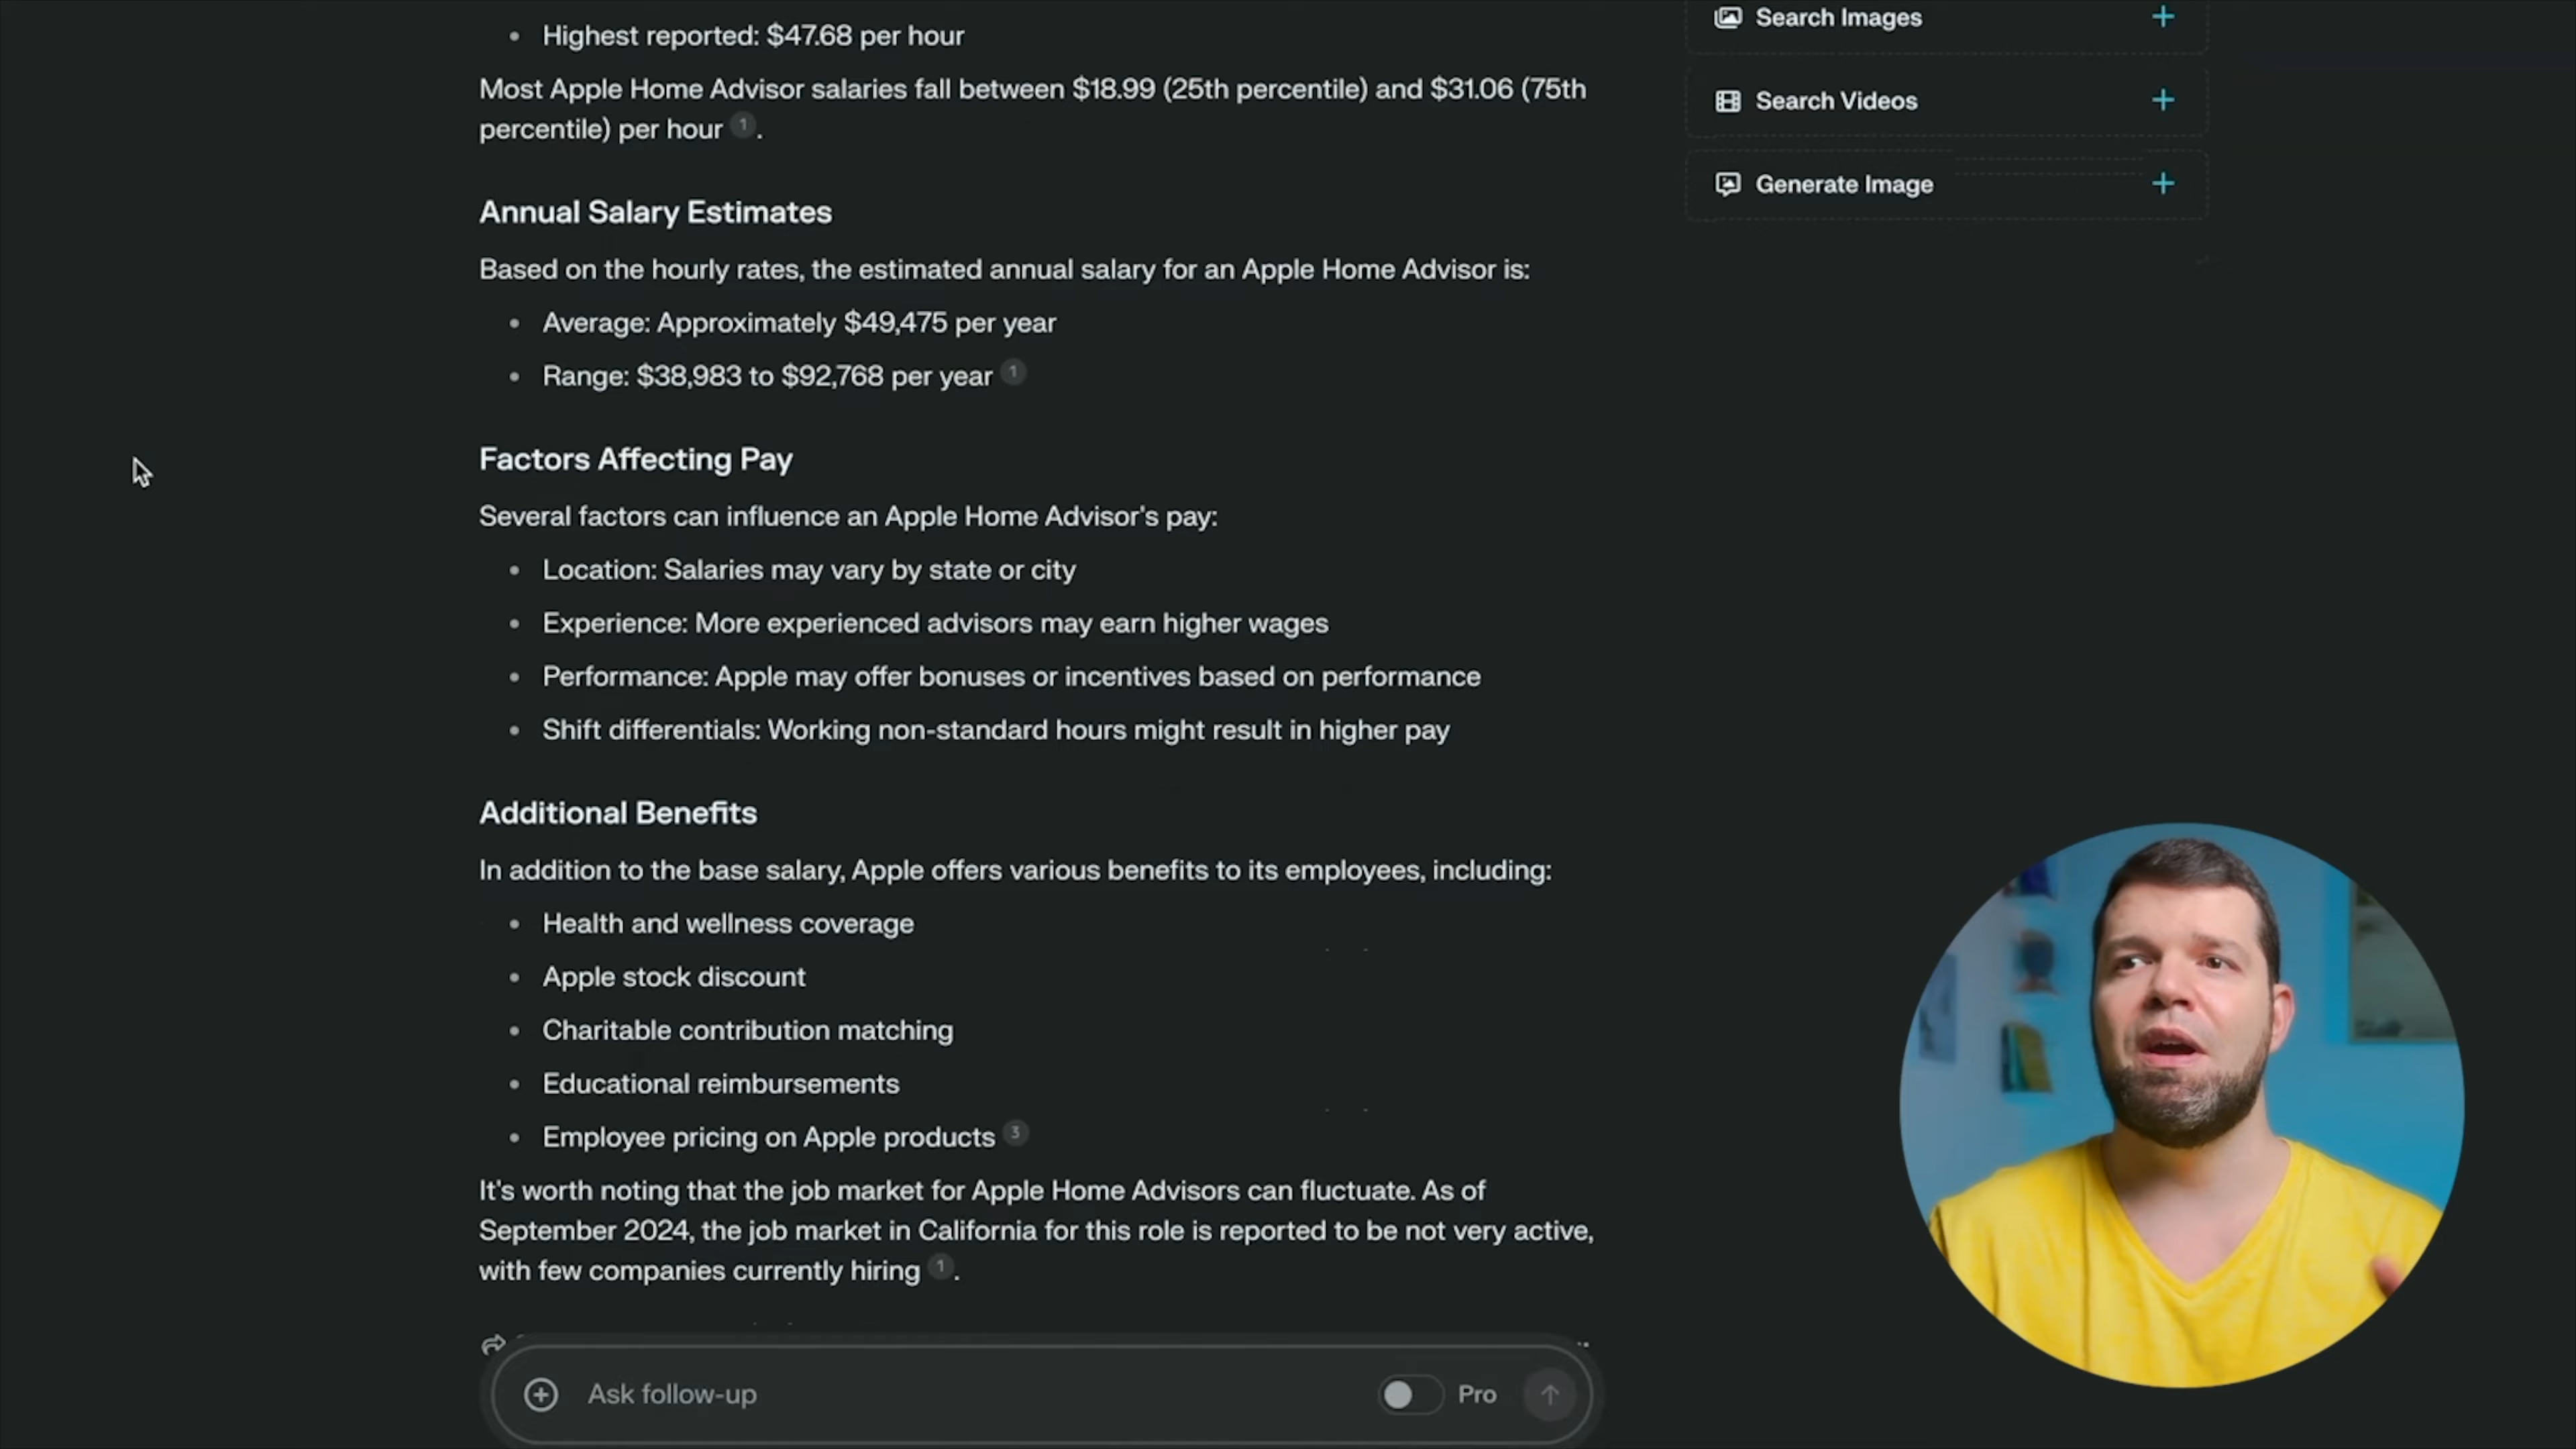 Highest reported: $47.68 per hour
Most Apple Home Advisor salaries fall between $18.99 (25th percentile) and $31.06 (75th
percentile) per hour 1.
Annual Salary Estimates
Based on the hourly rates, the estimated annual salary for an Apple Home Advisor is:
Average: Approximately $49,475 per year
Range: $38,983 to $92,768 per year 1
Factors Affecting Pay
Several factors can influence an Apple Home Advisor's pay:
Location: Salaries may vary by state or city
Experience: More experienced advisors may earn higher wages
Performance: Apple may offer bonuses or incentives based on performance
Shift differentials: Working non-standard hours might result in higher pay
Additional Benefits
In addition to the base salary, Apple offers various benefits to its employees, including:
Health and wellness coverage
Apple stock discount
Charitable contribution matching
Educational reimbursements
Employee pricing on Apple products 3
It's worth noting that the job market for Apple Home Advisors can fluctuate. As of
September 2024, the job market in California for this role is reported to be not very active,
with few companies currently hiring 1.
Ask follow-up
Pro
Search Images
Search Videos
Generate Image